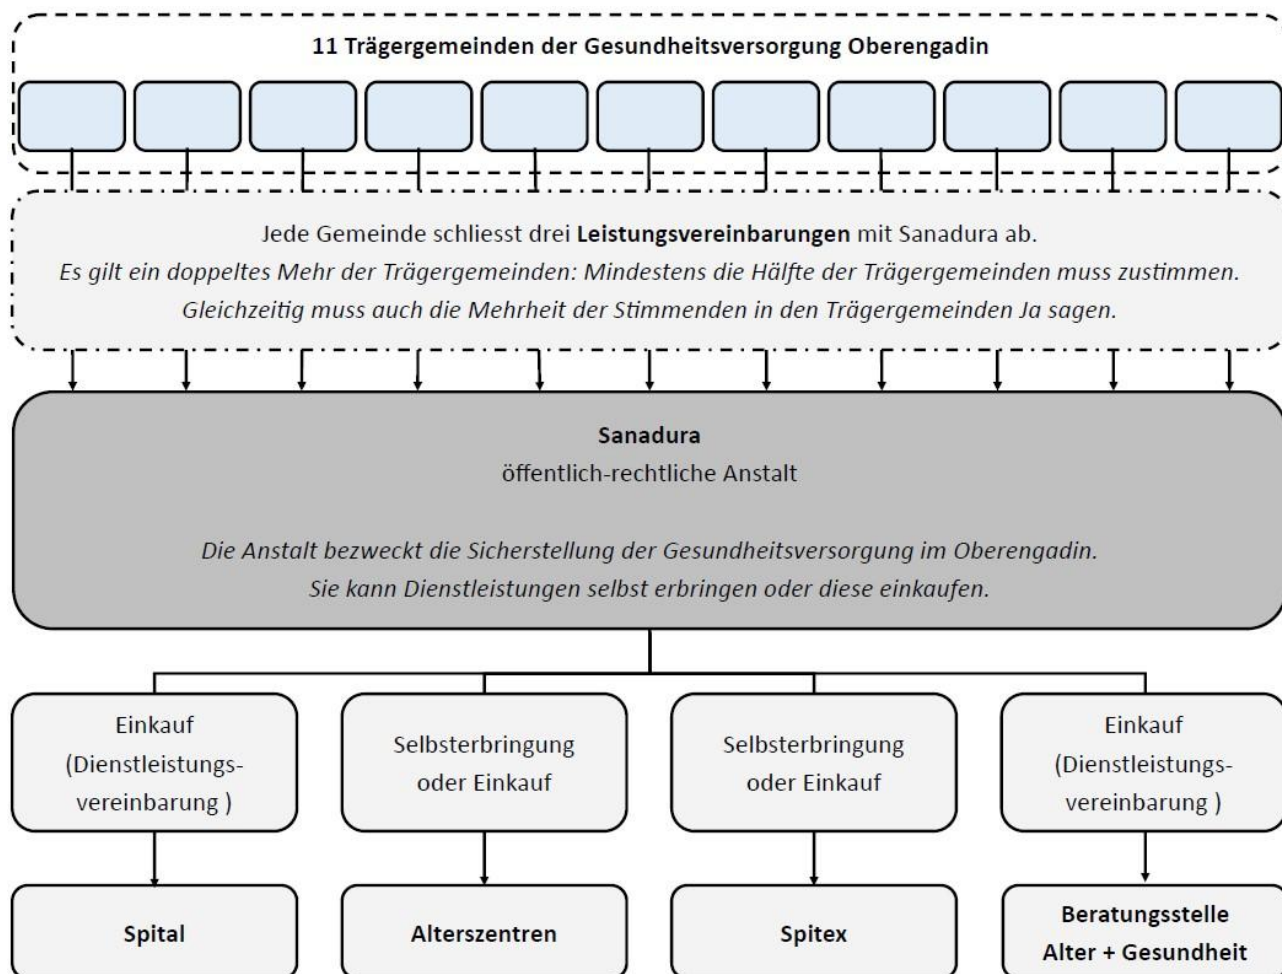 11 Trägergemeinden der Gesundheitsversorgung Oberengadin
Jede Gemeinde schliesst drei Leistungsvereinbarungen mit Sanadura ab.
Es gilt ein doppeltes Mehr der Trägergemeinden: Mindestens die Hälfte der Trägergemeinden muss zustimmen.
Gleichzeitig muss auch die Mehrheit der Stimmenden in den Trägergemeinden Ja sagen.
Sanadura
öffentlich-rechtliche Anstalt
Die Anstalt bezweckt die Sicherstellung der Gesundheitsversorgung im Oberengadin.
Sie kann Dienstleistungen selbst erbringen oder diese einkaufen.
Einkauf
(Dienstleistungs-
vereinbarung )
Selbsterbringung
oder Einkauf
Selbsterbringung
oder Einkauf
Einkauf
(Dienstleistungs-
vereinbarung )
Spital
Alterszentren
Spitex
Beratungsstelle
Alter + Gesundheit